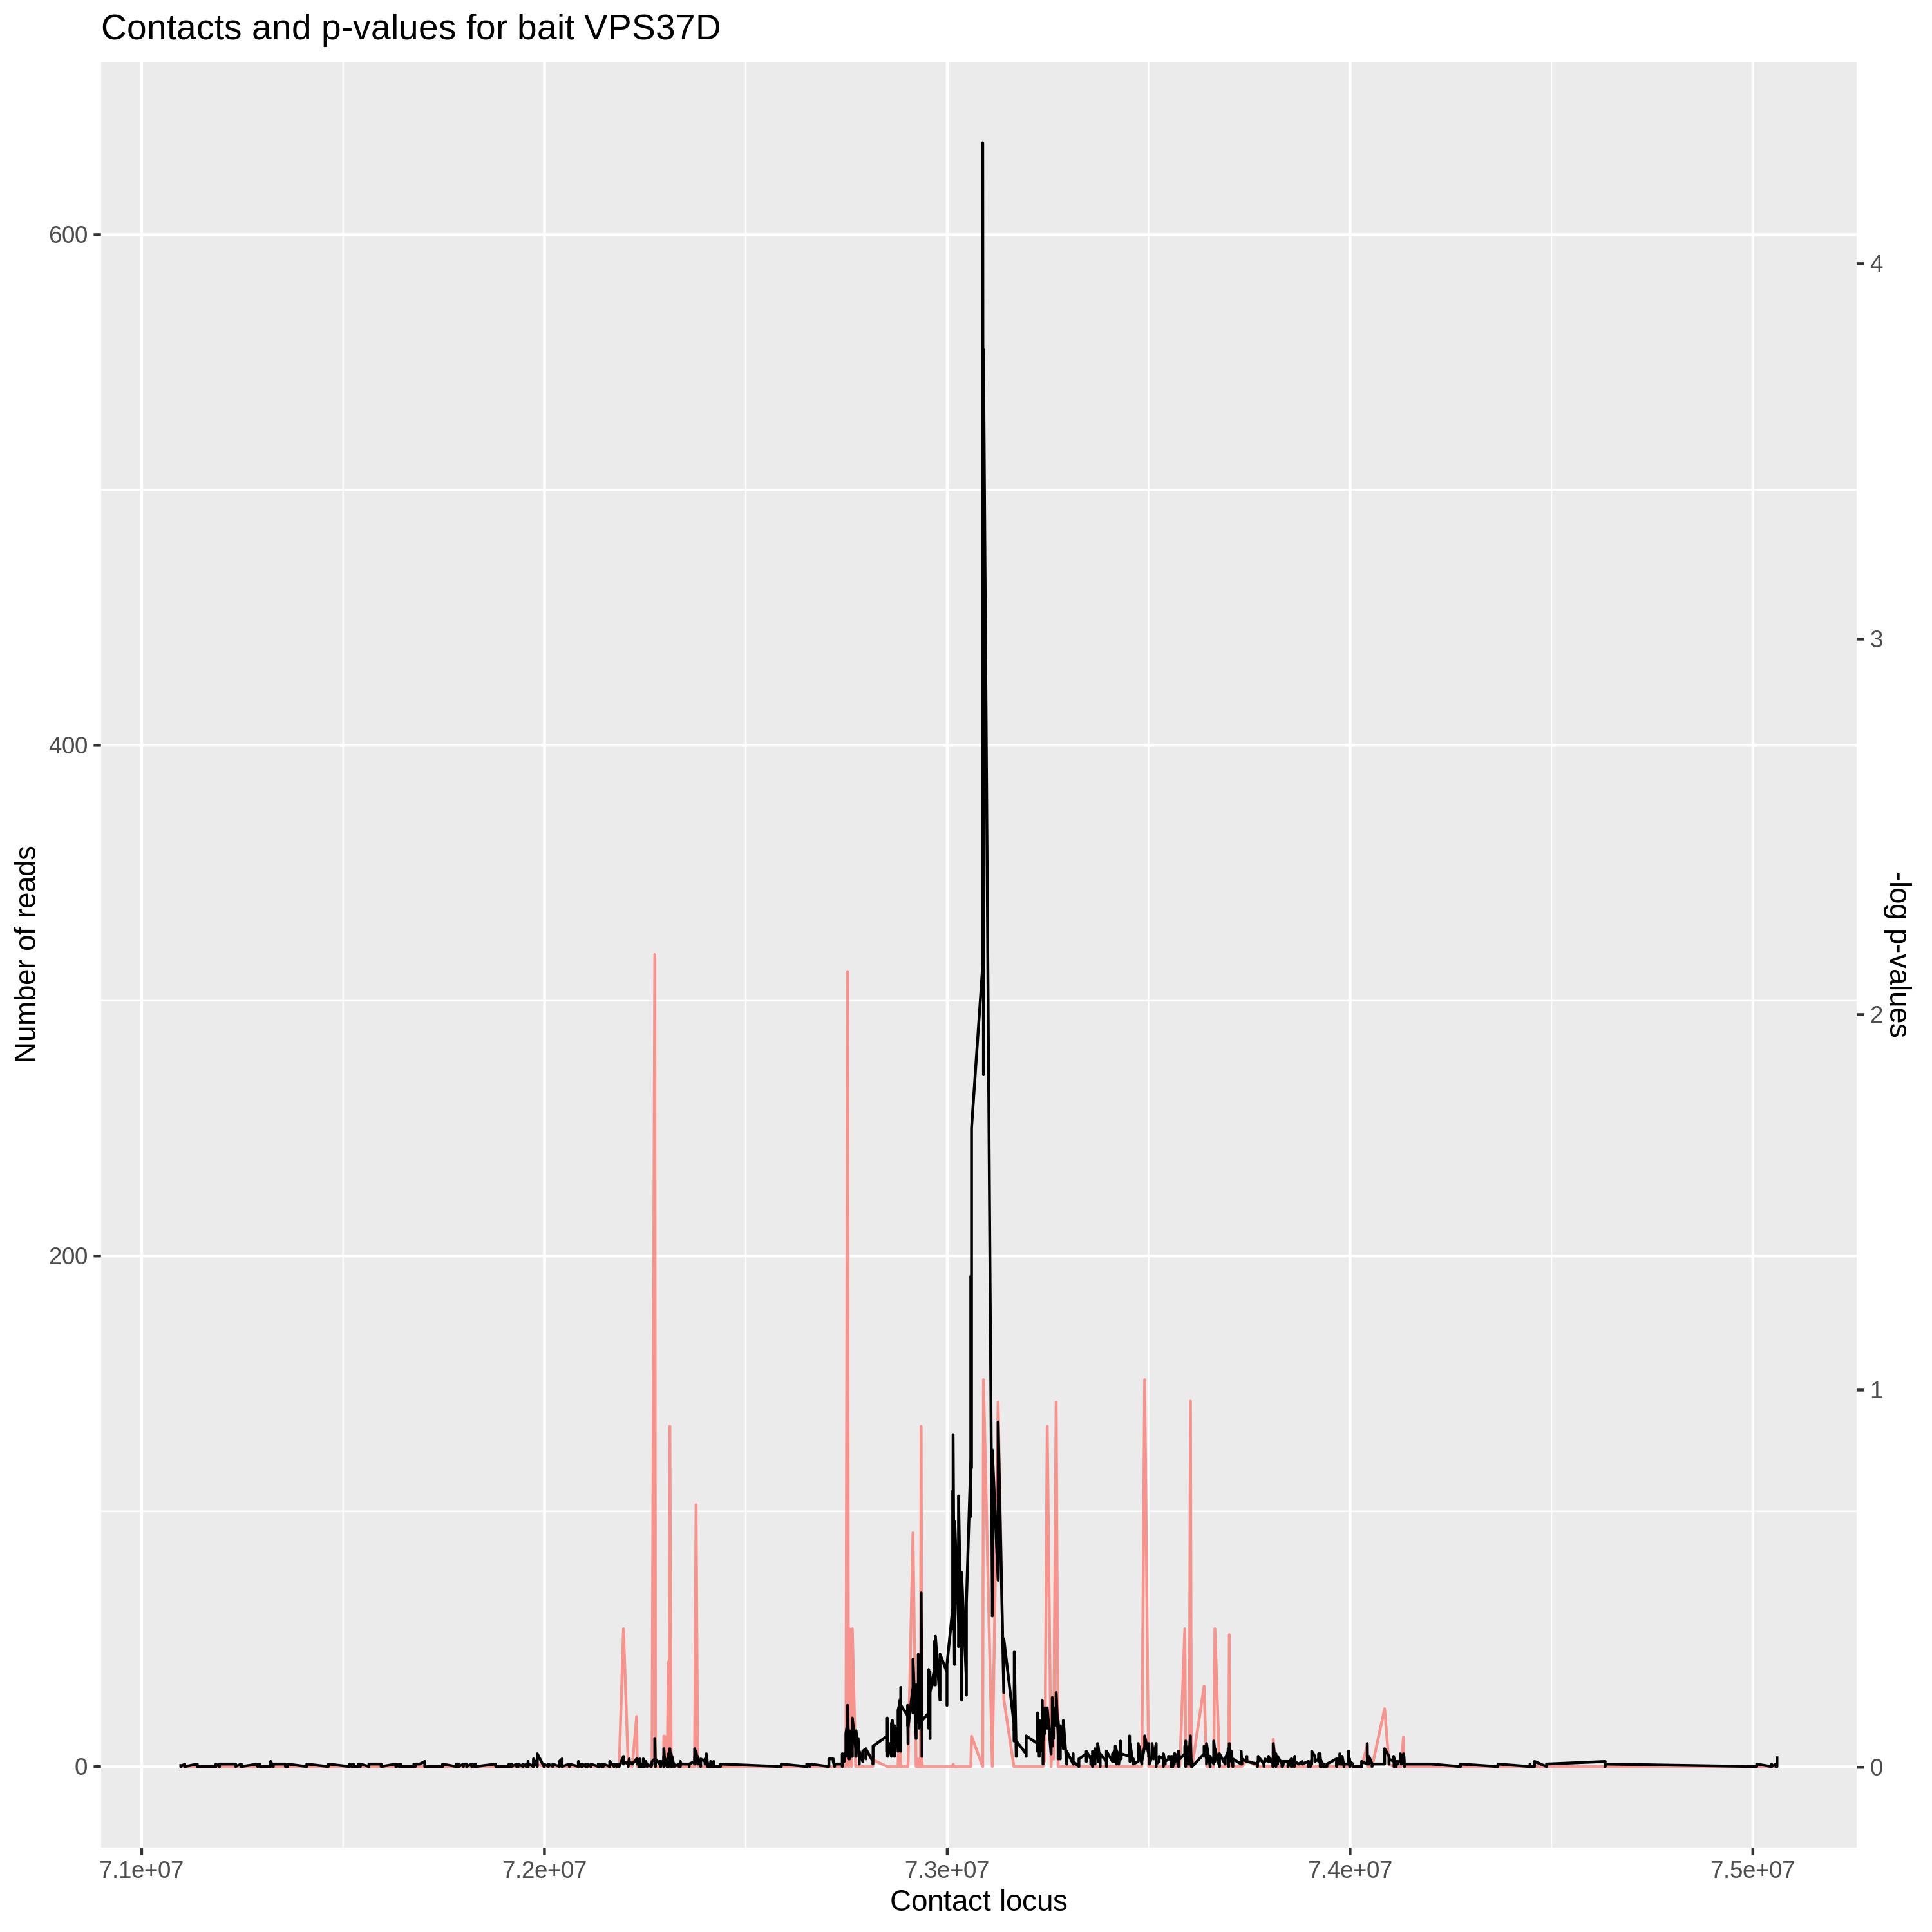 Contacts and p-values for bait VPS37D
600
400
200
0
Number of reads
4
3
2
1
0
-log p-values
7.1e+07 7.2e+07 7.3e+07 7.4e+07 7.5e+07
Contact locus